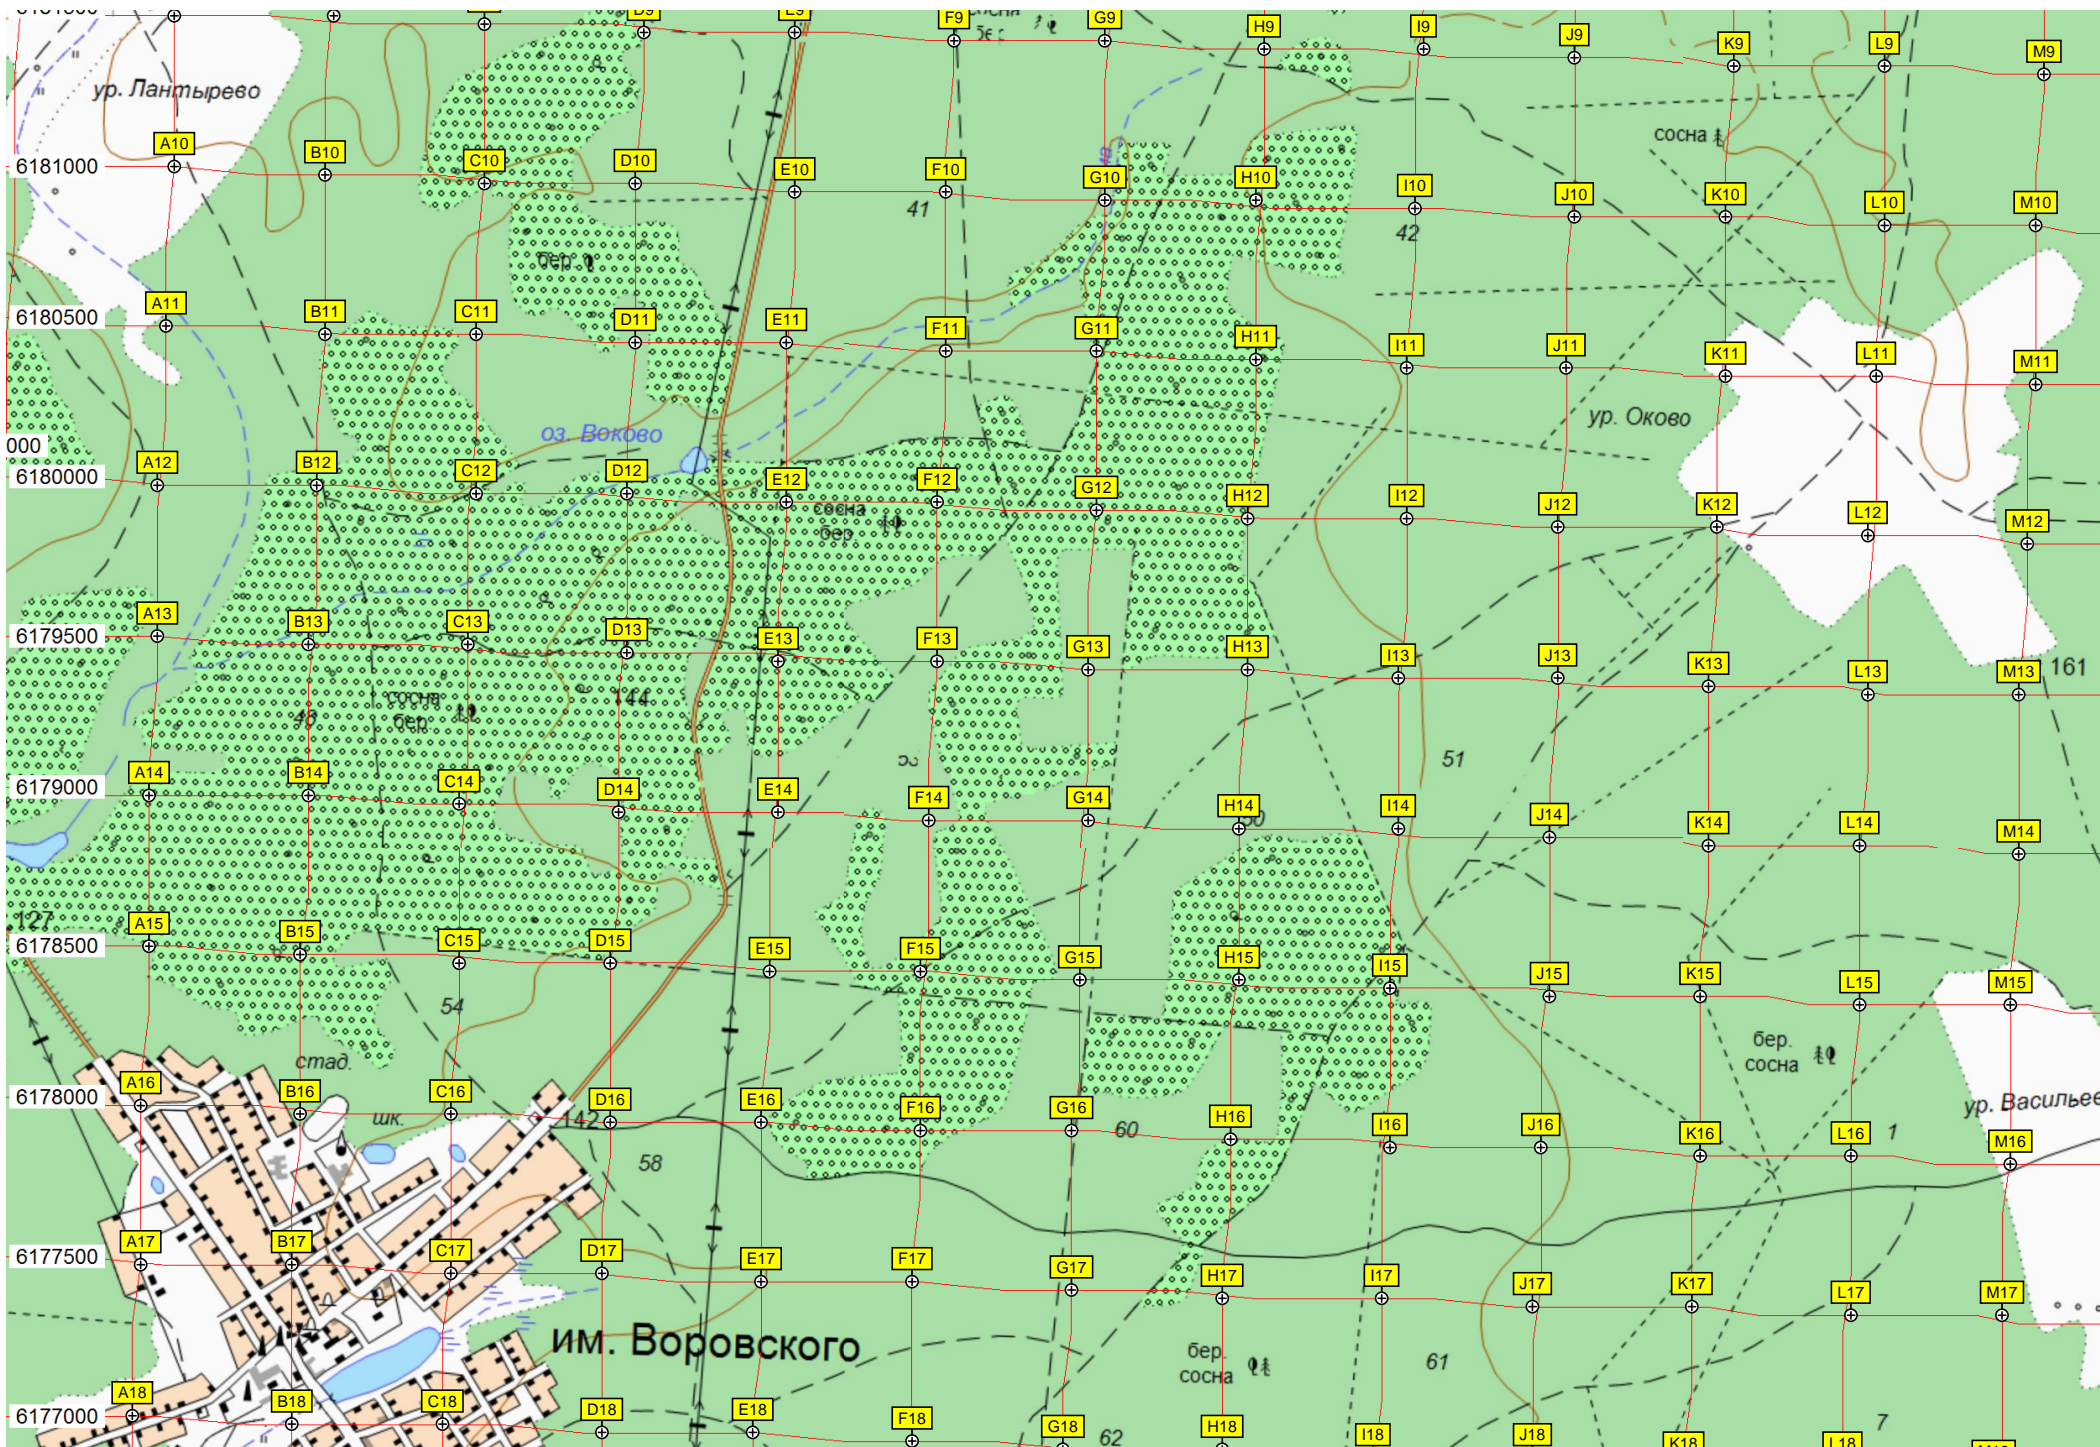 D9
E9
F9
G9
H9
I9
J9
K9
L9
M9
ур. Лантырево
сосна
6181000
A10
B10
C10
D10
E10
F10
G10
H10
I10
J10
K10
L10
M10
41
42
бер.
6180500
A11
B11
C11
D11
E11
F11
G11
H11
I11
J11
K11
L11
M11
ур. Оково
оз. Воково
000
6180000
A12
B12
C12
D12
E12
F12
G12
H12
I12
J12
K12
L12
M12
сосна
бер.
6179500
A13
B13
C13
D13
E13
F13
G13
H13
I13
J13
K13
L13
M13
161
сосна
бер.
144
51
6179000
A14
B14
C14
D14
E14
F14
G14
H14
I14
J14
K14
L14
M14
127
6178500
A15
B15
C15
D15
E15
F15
G15
H15
I15
J15
K15
L15
M15
54
бер.
сосна
стад.
6178000
A16
B16
C16
D16
E16
F16
G16
H16
I16
J16
K16
L16
M16
шк.
142
60
1
ур. Васильев
58
6177500
A17
B17
C17
D17
E17
F17
G17
H17
I17
J17
K17
L17
M17
им. Воровского
бер.
сосна
61
6177000
A18
B18
C18
D18
E18
F18
G18
H18
I18
J18
K18
L18
62
7